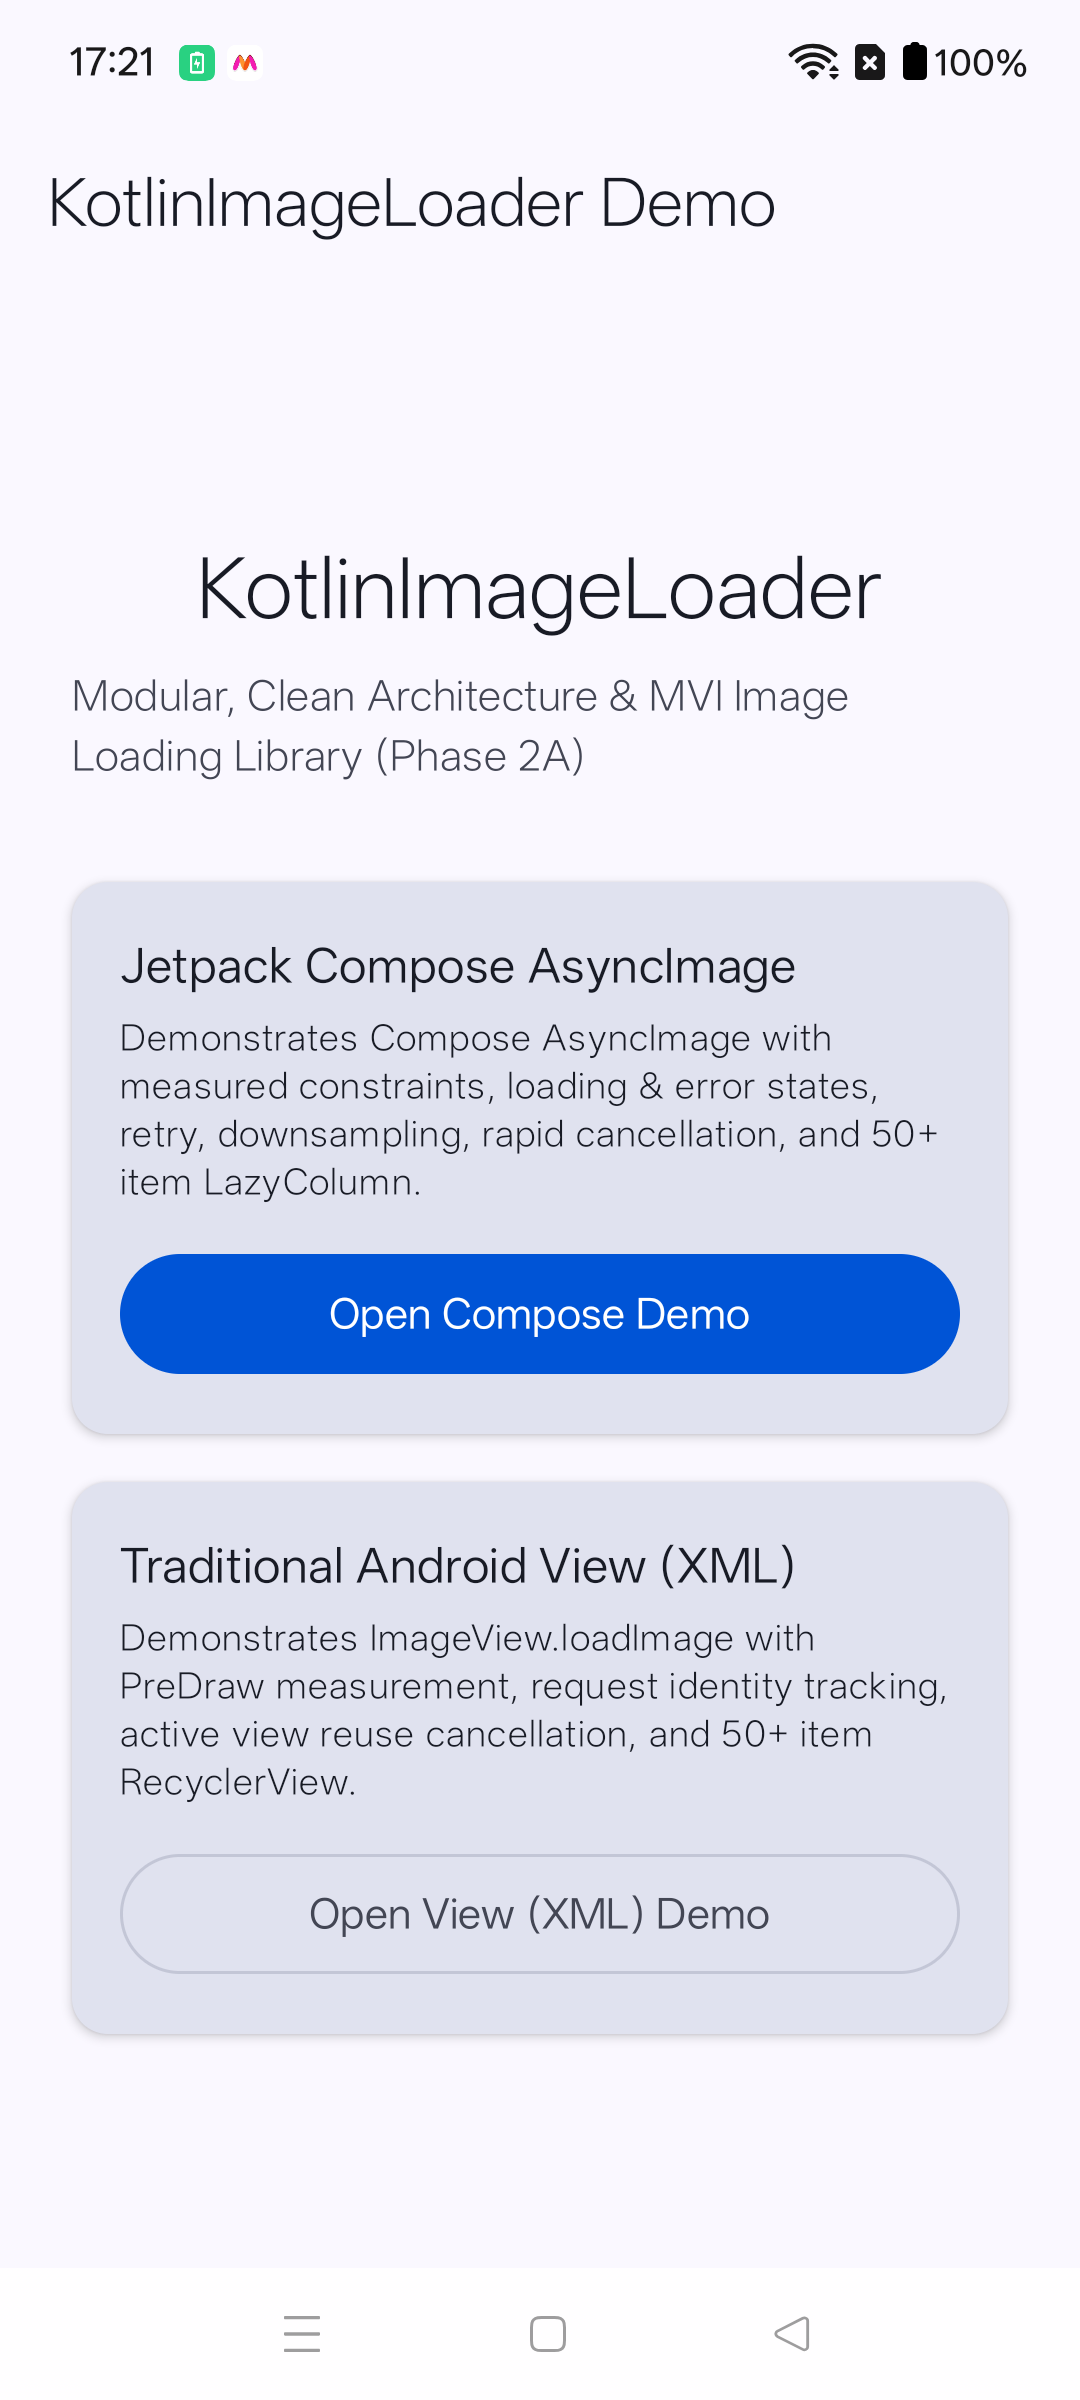 17:21
100%
KotlinImageLoader Demo
KotlinImageLoader
Modular, Clean Architecture & MVI Image
Loading Library (Phase 2A)
Jetpack Compose AsyncImage
Demonstrates Compose AsyncImage with
measured constraints, loading & error states,
retry, downsampling, rapid cancellation, and 50+
item LazyColumn.
Open Compose Demo
Traditional Android View (XML)
Demonstrates ImageView.loadImage with
PreDraw measurement, request identity tracking,
active view reuse cancellation, and 50+ item
RecyclerView.
Open View (XML) Demo